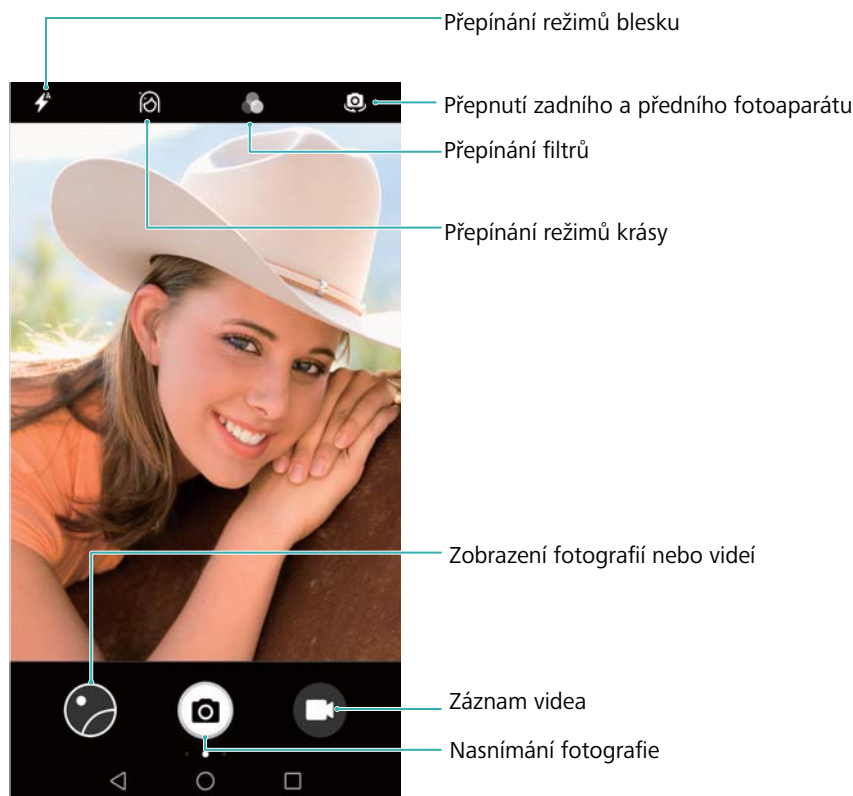 Přepínání režimů blesku
Přepnutí zadního a předního fotoaparátu
Přepínání filtrů
Přepínání režimů krásy
Zobrazení fotografií nebo videí
Záznam videa
Nasnímání fotografie